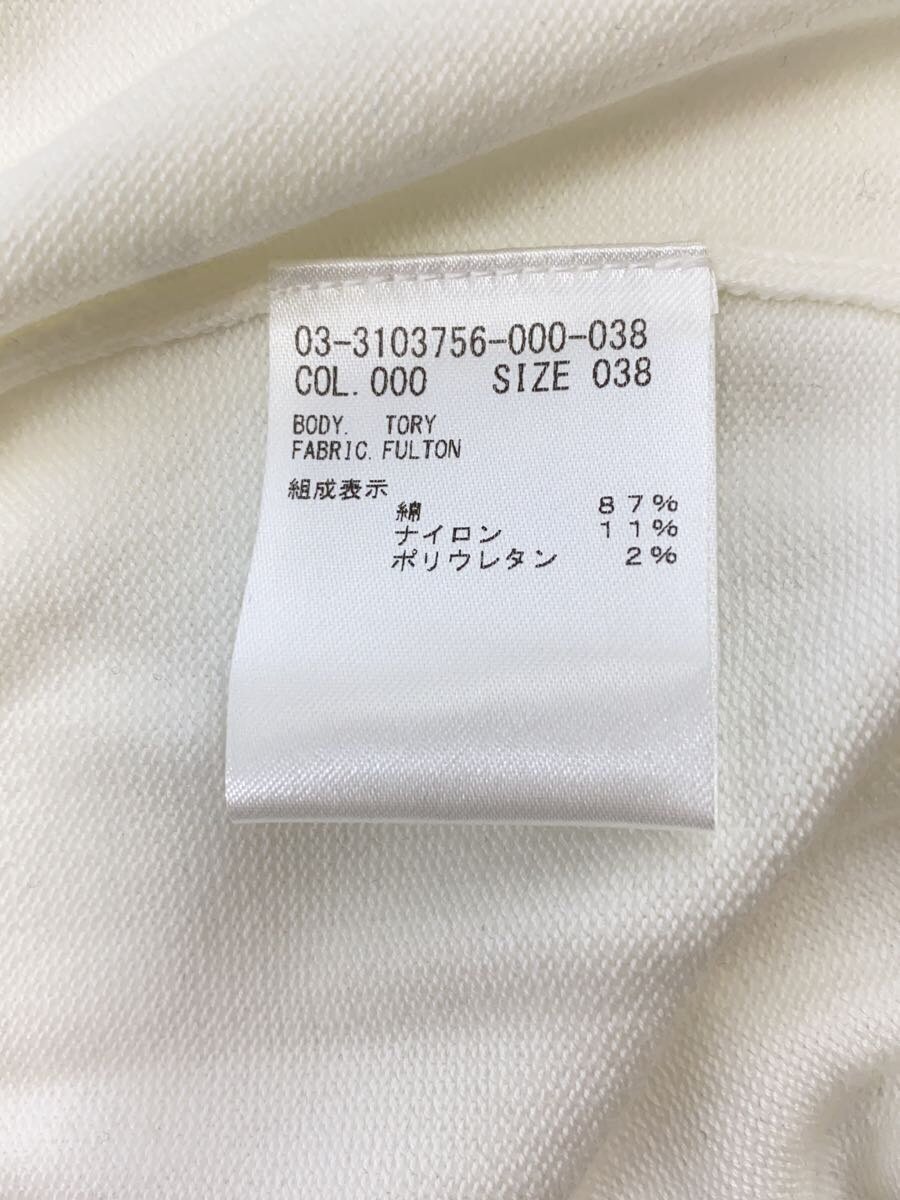 03-3103756-000-038
COL. 000 SIZE 038
BODY. TORY
FABRIC. FULTON
組成表示
綿 87%
ナイロン 11%
ポリウレタン 2%